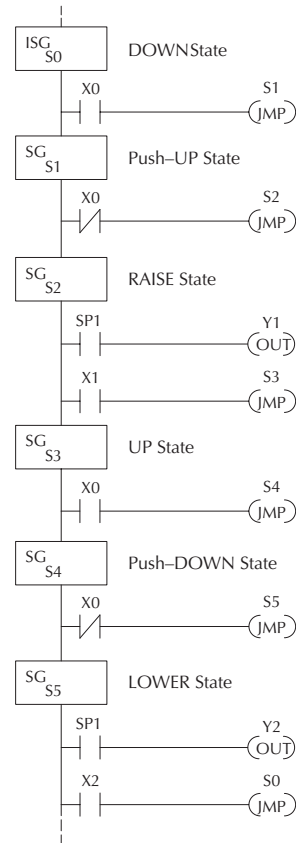 ISG
S0
DOWNState
X0
S1
JMP
SG
S1
Push–UP State
X0
S2
JMP
SG
S2
RAISE State
SP1
Y1
OUT
X1
S3
JMP
SG
S3
UP State
X0
S4
JMP
SG
S4
Push–DOWN State
X0
S5
JMP
SG
S5
LOWER State
SP1
Y2
OUT
X2
S0
JMP